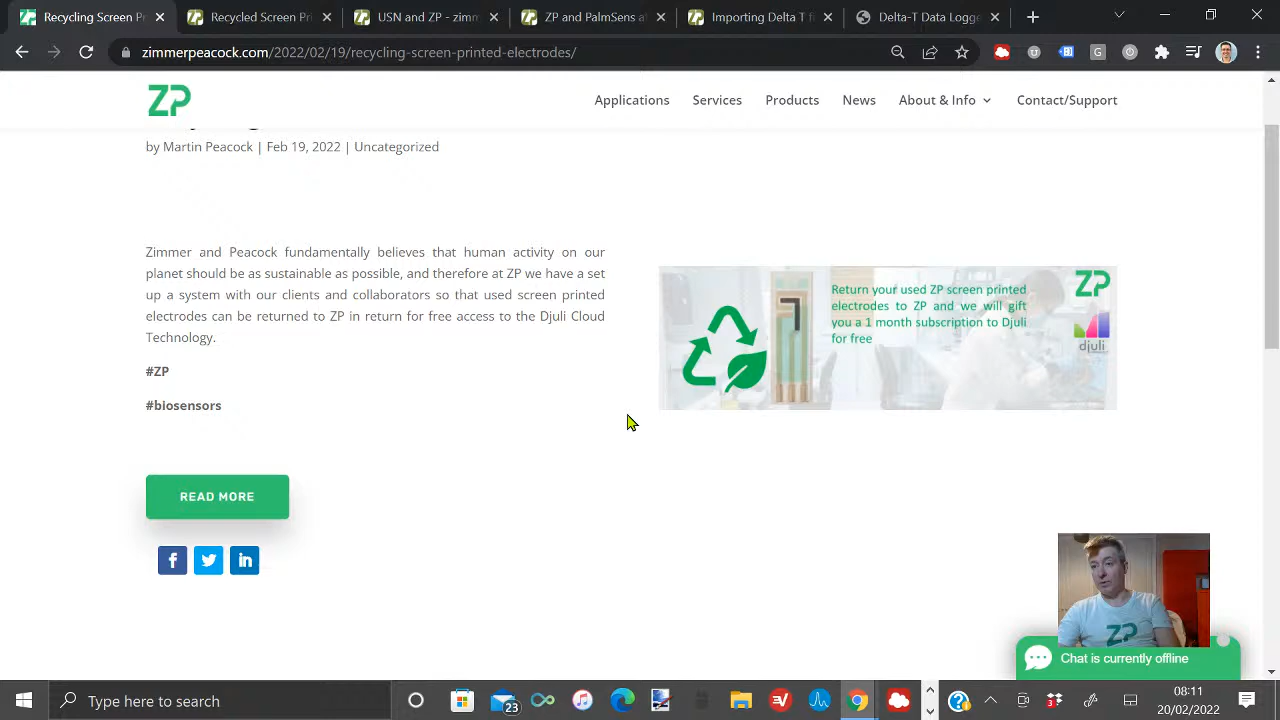 Recycling Screen P
Recycled Screen Pri
USN and ZP - zimm
ZP and PalmSens a
Importing Delta T f
Delta-T Data Logge
zimmerpeacock.com/2022/02/19/recycling-screen-printed-electrodes/
ZP
Applications
Services
Products
News
About & Info
Contact/Support
by Martin Peacock | Feb 19, 2022 | Uncategorized
Zimmer and Peacock fundamentally believes that human activity on our
planet should be as sustainable as possible, and therefore at ZP we have a set
up a system with our clients and collaborators so that used screen printed
electrodes can be returned to ZP in return for free access to the Djuli Cloud
Technology.
#ZP
#biosensors
Return your used ZP screen printed
electrodes to ZP and we will gift
you a 1 month subscription to Djuli
for free
ZP
djuli
READ MORE
ZP
Chat is currently offline
Type here to search
23
08:11
20/02/2022